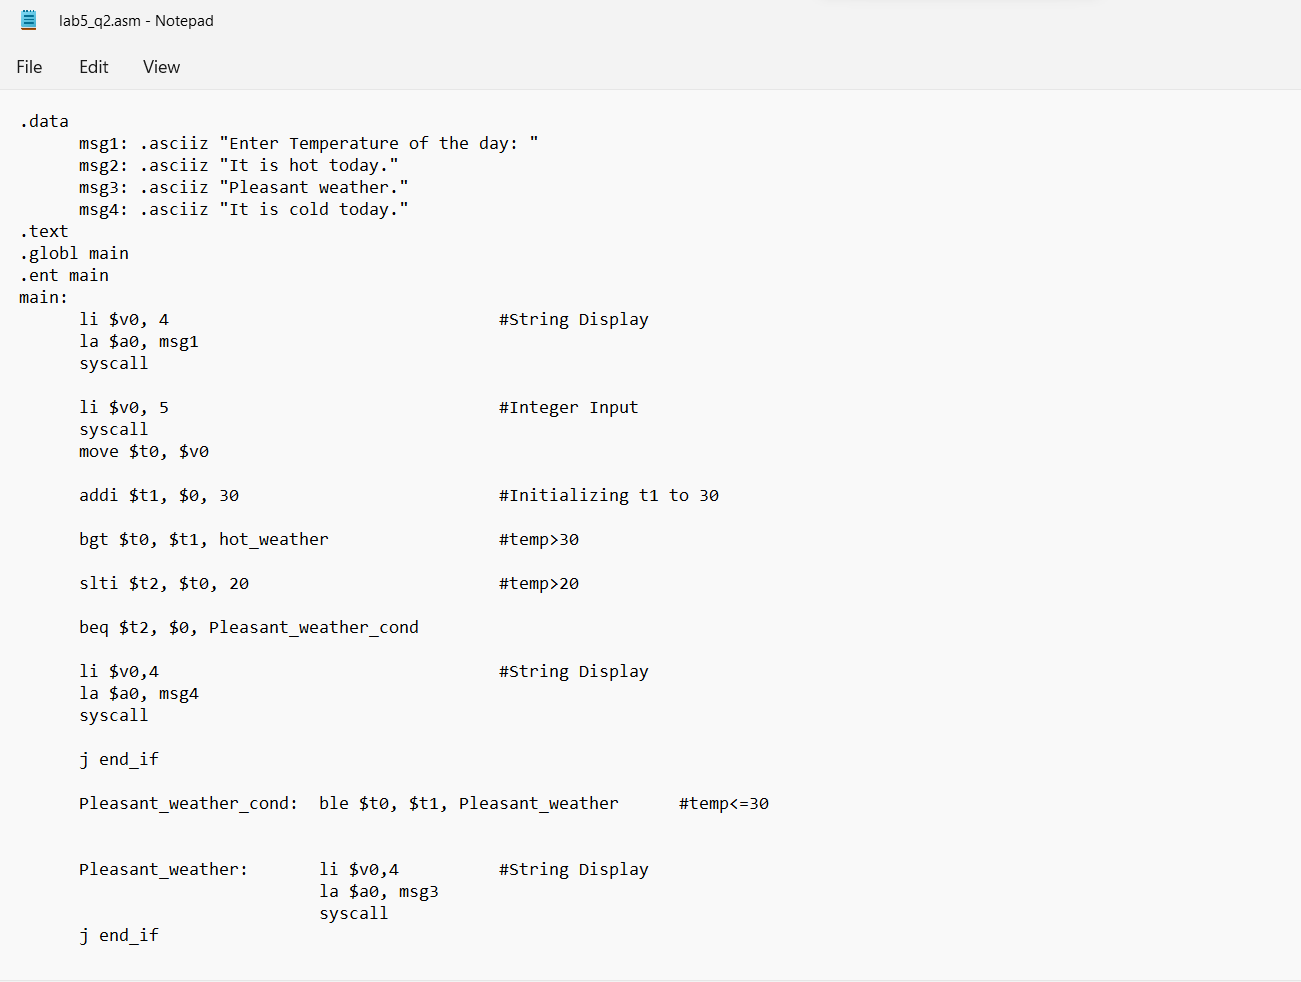 lab5_q2.asm - Notepad
File Edit View
.data
msg1: .asciiz "Enter Temperature of the day: "
msg2: .asciiz "It is hot today."
msg3: .asciiz "Pleasant weather."
msg4: .asciiz "It is cold today."
.text
.globl main
.ent main
main:
li $v0, 4 #String Display
la $a0, msg1
syscall
li $v0, 5 #Integer Input
syscall
move $t0, $v0
addi $t1, $0, 30 #Initializing t1 to 30
bgt $t0, $t1, hot_weather #temp>30
slti $t2, $t0, 20 #temp>20
beq $t2, $0, Pleasant_weather_cond
li $v0,4 #String Display
la $a0, msg4
syscall
j end_if
Pleasant_weather_cond: ble $t0, $t1, Pleasant_weather #temp<=30
Pleasant_weather: li $v0,4 #String Display
la $a0, msg3
syscall
j end_if